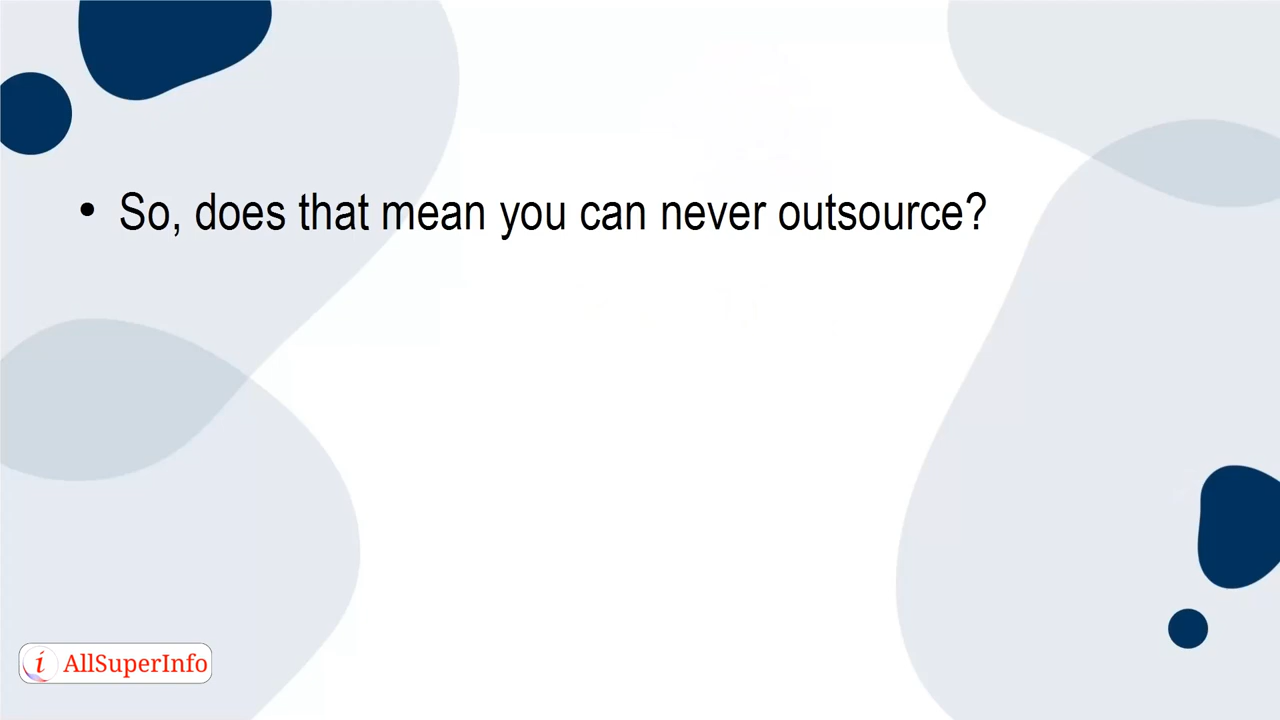 • So, does that mean you can never outsource?
i AllSuperInfo